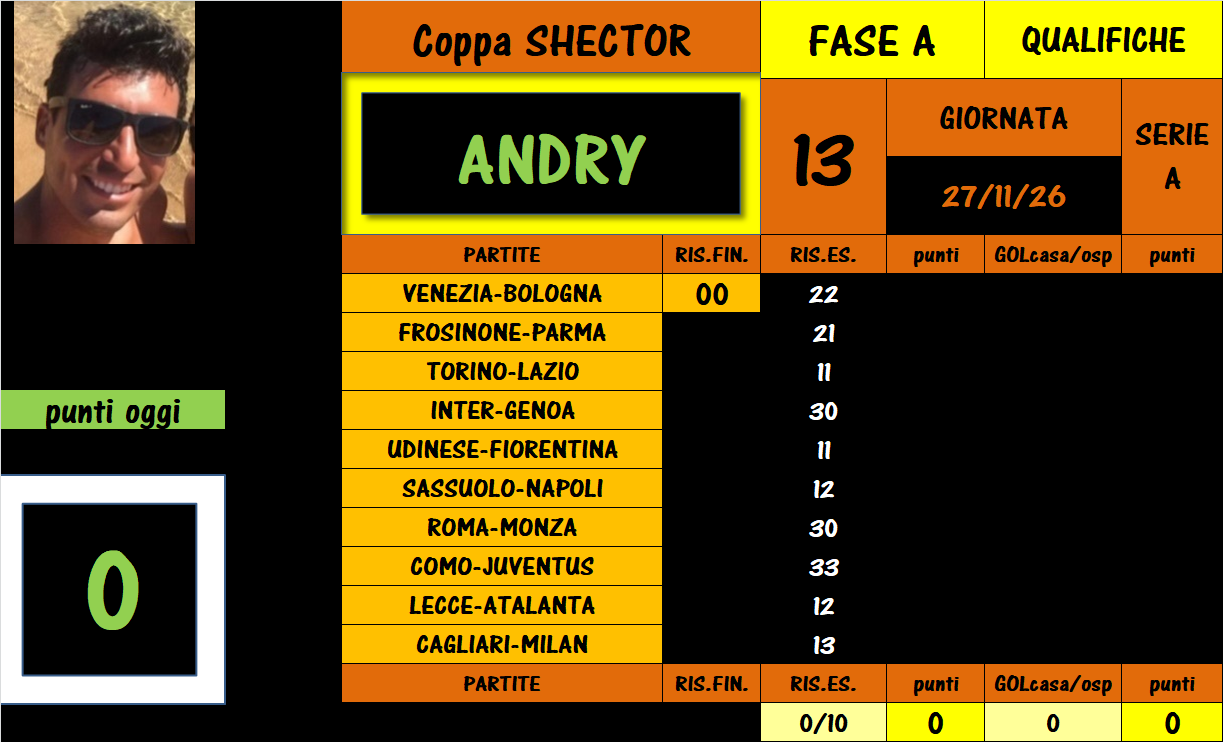 Coppa SHECTOR FASE A QUALIFICHE
ANDRY 13 GIORNATA SERIE A
27/11/26
PARTITE RIS.FIN. RIS.ES. punti GOLcasa/osp punti
VENEZIA-BOLOGNA 00 22
FROSINONE-PARMA 21
TORINO-LAZIO 11
punti oggi
INTER-GENOA 30
UDINESE-FIORENTINA 11
SASSUOLO-NAPOLI 12
ROMA-MONZA 30
COMO-JUVENTUS 33
0
LECCE-ATALANTA 12
CAGLIARI-MILAN 13
PARTITE RIS.FIN. RIS.ES. punti GOLcasa/osp punti
0/10 0 0 0